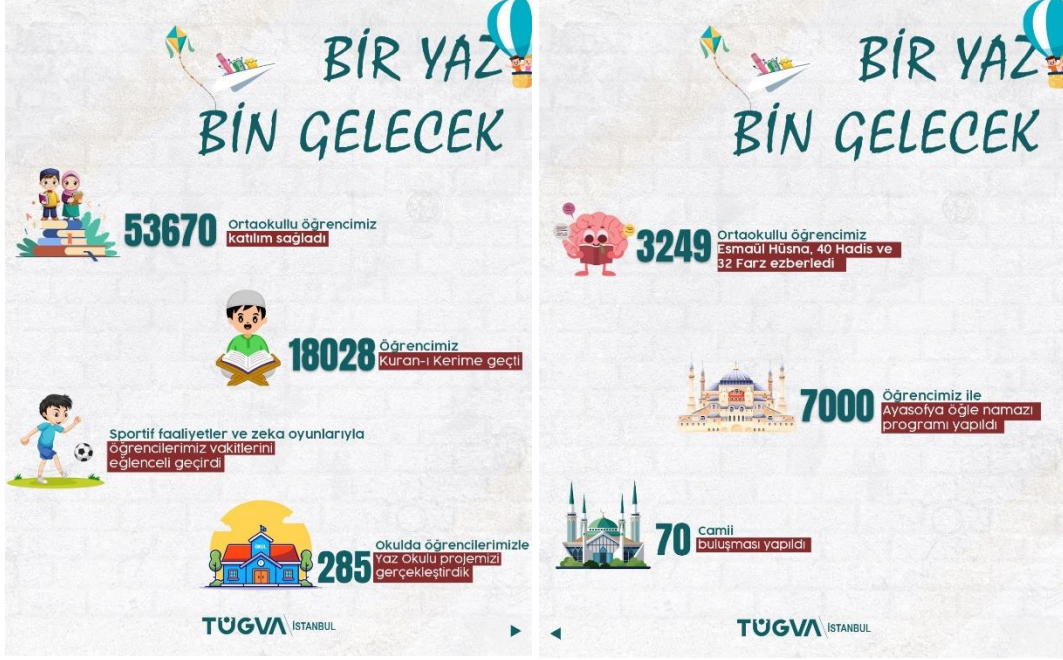 BİR YAZ
BİN GELECEK
53670
Ortaokullu öğrencimiz
katılım sağladı
18028
Öğrencimiz
Kuran-ı Kerime geçti
Sportif faaliyetler ve zeka oyunlarıyla
öğrencilerimiz vakitlerini
eğlenceli geçirdi
OKUL
285
Okulda öğrencilerimizle
Yaz Okulu projemizi
gerçekleştirdik
TÜGVA İSTANBUL
BİR YAZ
BİN GELECEK
3249
Ortaokullu öğrencimiz
Esmaül Hüsna, 40 Hadis ve
32 Farz ezberledi
7000
Öğrencimiz ile
Ayasofya öğle namazı
programı yapıldı
70
Camii
buluşması yapıldı
TÜGVA İSTANBUL